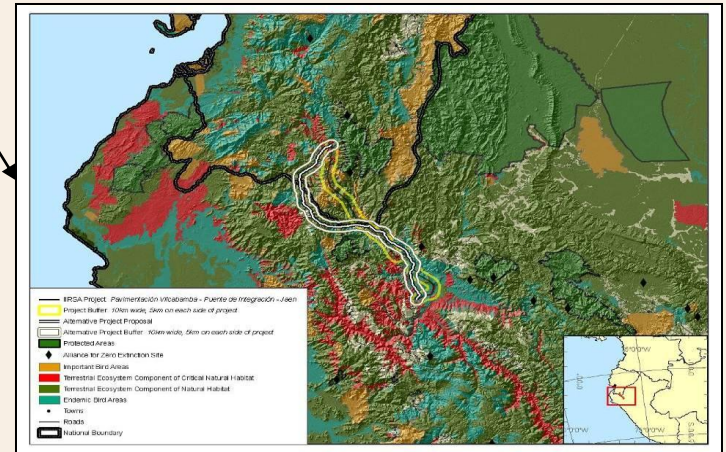 IIRSA Project Pavimentación Vilcabamba - Puente de Integración - Jaen
Project Buffer 10km wide, 5km on each side of project
Alternative Project Proposal
Alternative Project Buffer 10km wide, 5km on each side of project
Protected Areas
Alliance for Zero Extinction Site
Important Bird Areas
Terrestrial Ecosystem Component of Critical Natural Habitat
Terrestrial Ecosystem Component of Natural Habitat
Endemic Bird Areas
Towns
Roads
National Boundary